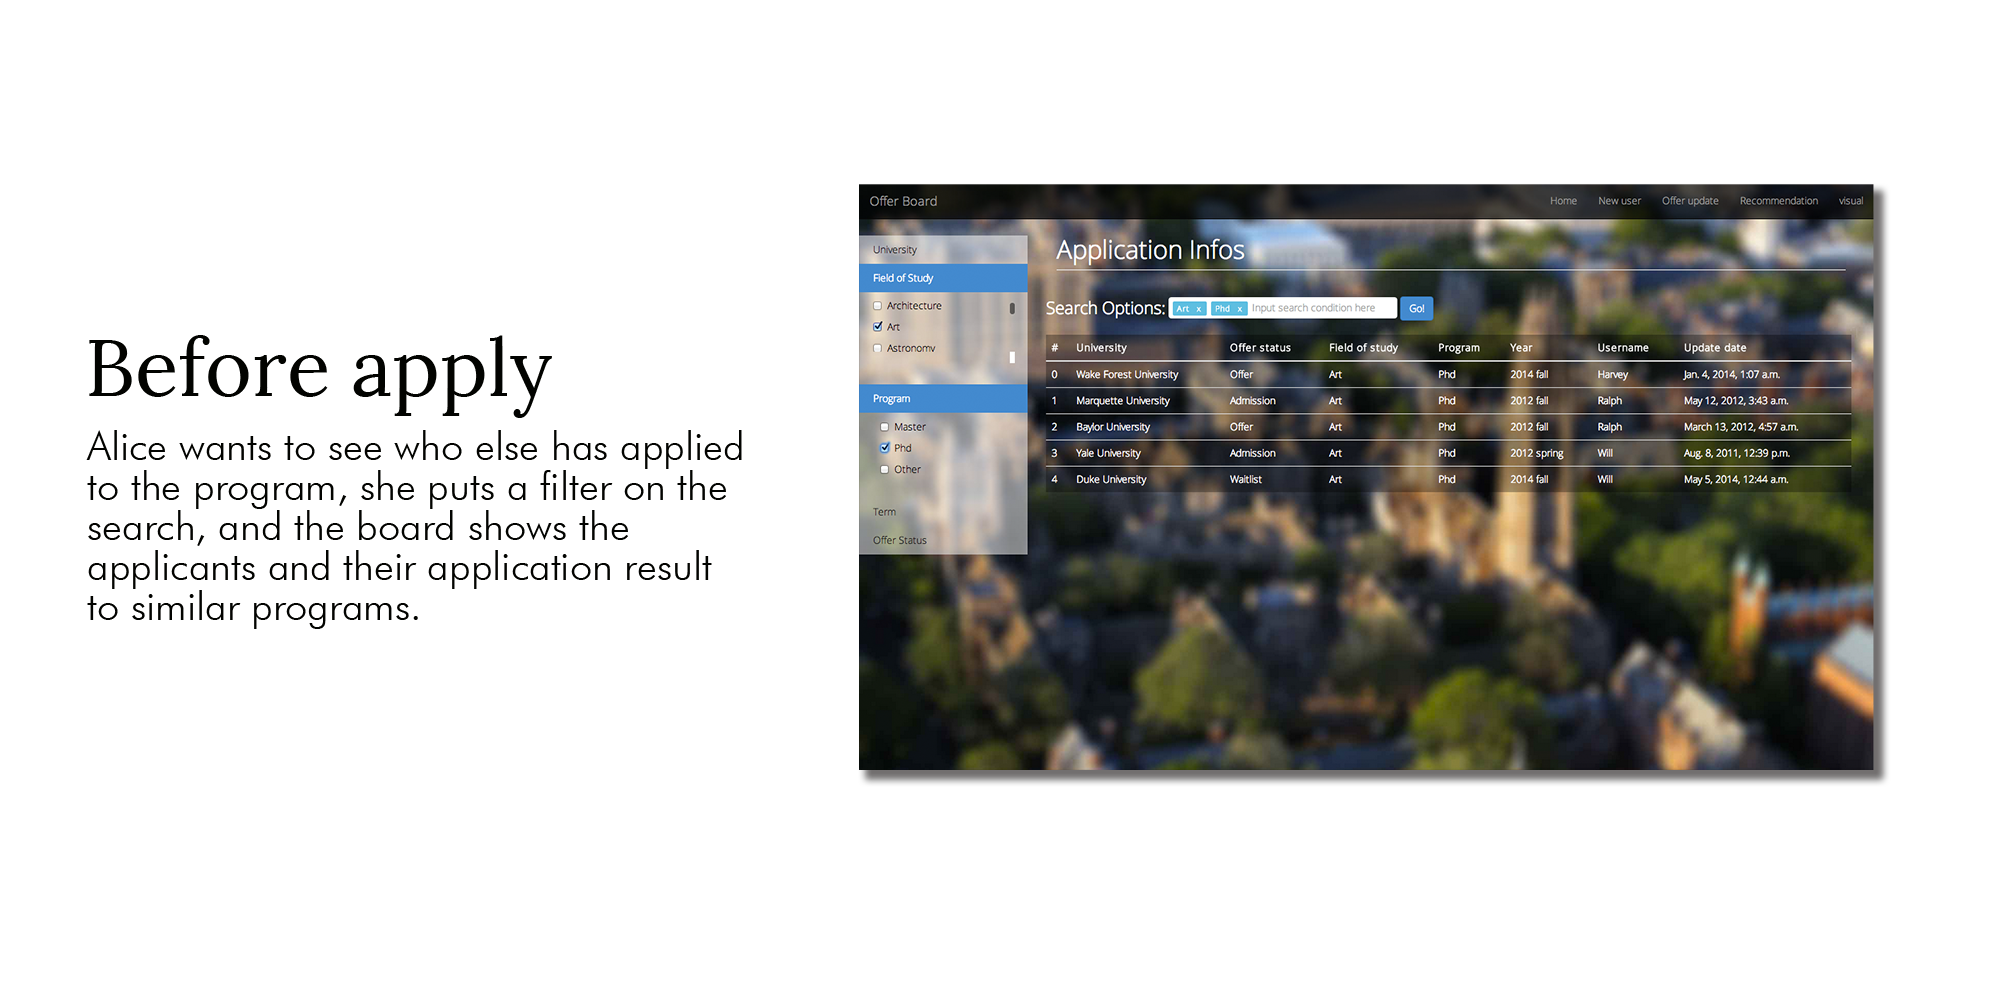 Before apply
Alice wants to see who else has applied
to the program, she puts a filter on the
search, and the board shows the
applicants and their application result
to similar programs.
Offer Board Home New user Offer update Recommendation visual
University
Field of Study
Architecture
Art
Astronomy
Program
Master
Phd
Other
Term
Offer Status
Application Infos
Search Options: Art x Phd x Input search condition here Go!
# University Offer status Field of study Program Year Username Update date
0 Wake Forest University Offer Art Phd 2014 fall Harvey Jan. 4, 2014, 1:07 a.m.
1 Marquette University Admission Art Phd 2012 fall Ralph May 12, 2012, 3:43 a.m.
2 Baylor University Offer Art Phd 2012 fall Ralph March 13, 2012, 4:57 a.m.
3 Yale University Admission Art Phd 2012 spring Will Aug. 8, 2011, 12:39 p.m.
4 Duke University Waitlist Art Phd 2014 fall Will May 5, 2014, 12:44 a.m.